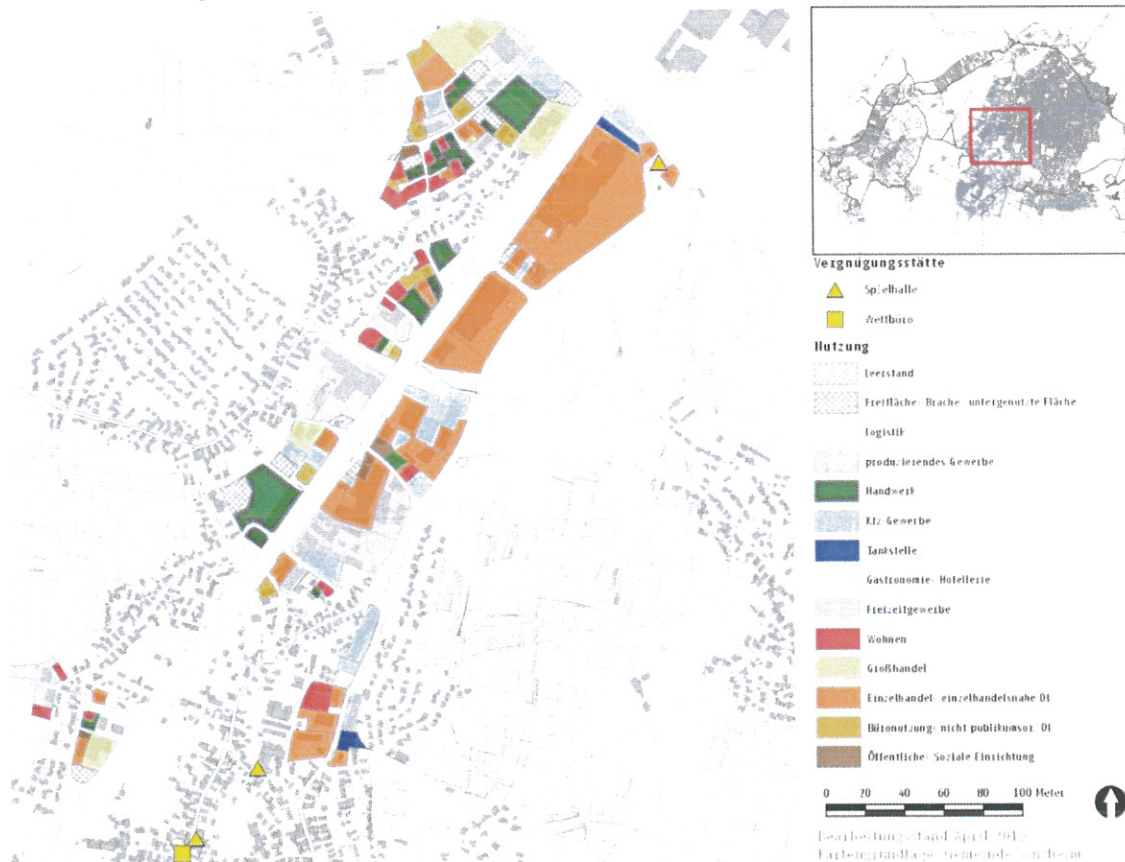 Vergnügungsstätte
Spielhalle
Wettbüro
Nutzung
Leerstand
Freifläche/ Brache/ untergenutzte Fläche
Logistik
produzierendes Gewerbe
Handwerk
Kfz-Gewerbe
Tankstelle
Gastronomie/ Hotellerie
Freizeitgewerbe
Wohnen
Großhandel
Einzelhandel/ einzelhandelsnahe DL
Büronutzung/ nicht publikumsor. DL
Öffentliche/ Soziale Einrichtung
0 20 40 60 80 100 Meter
Bearbeitungsstand April
Kartengrundlage: Gemeinde